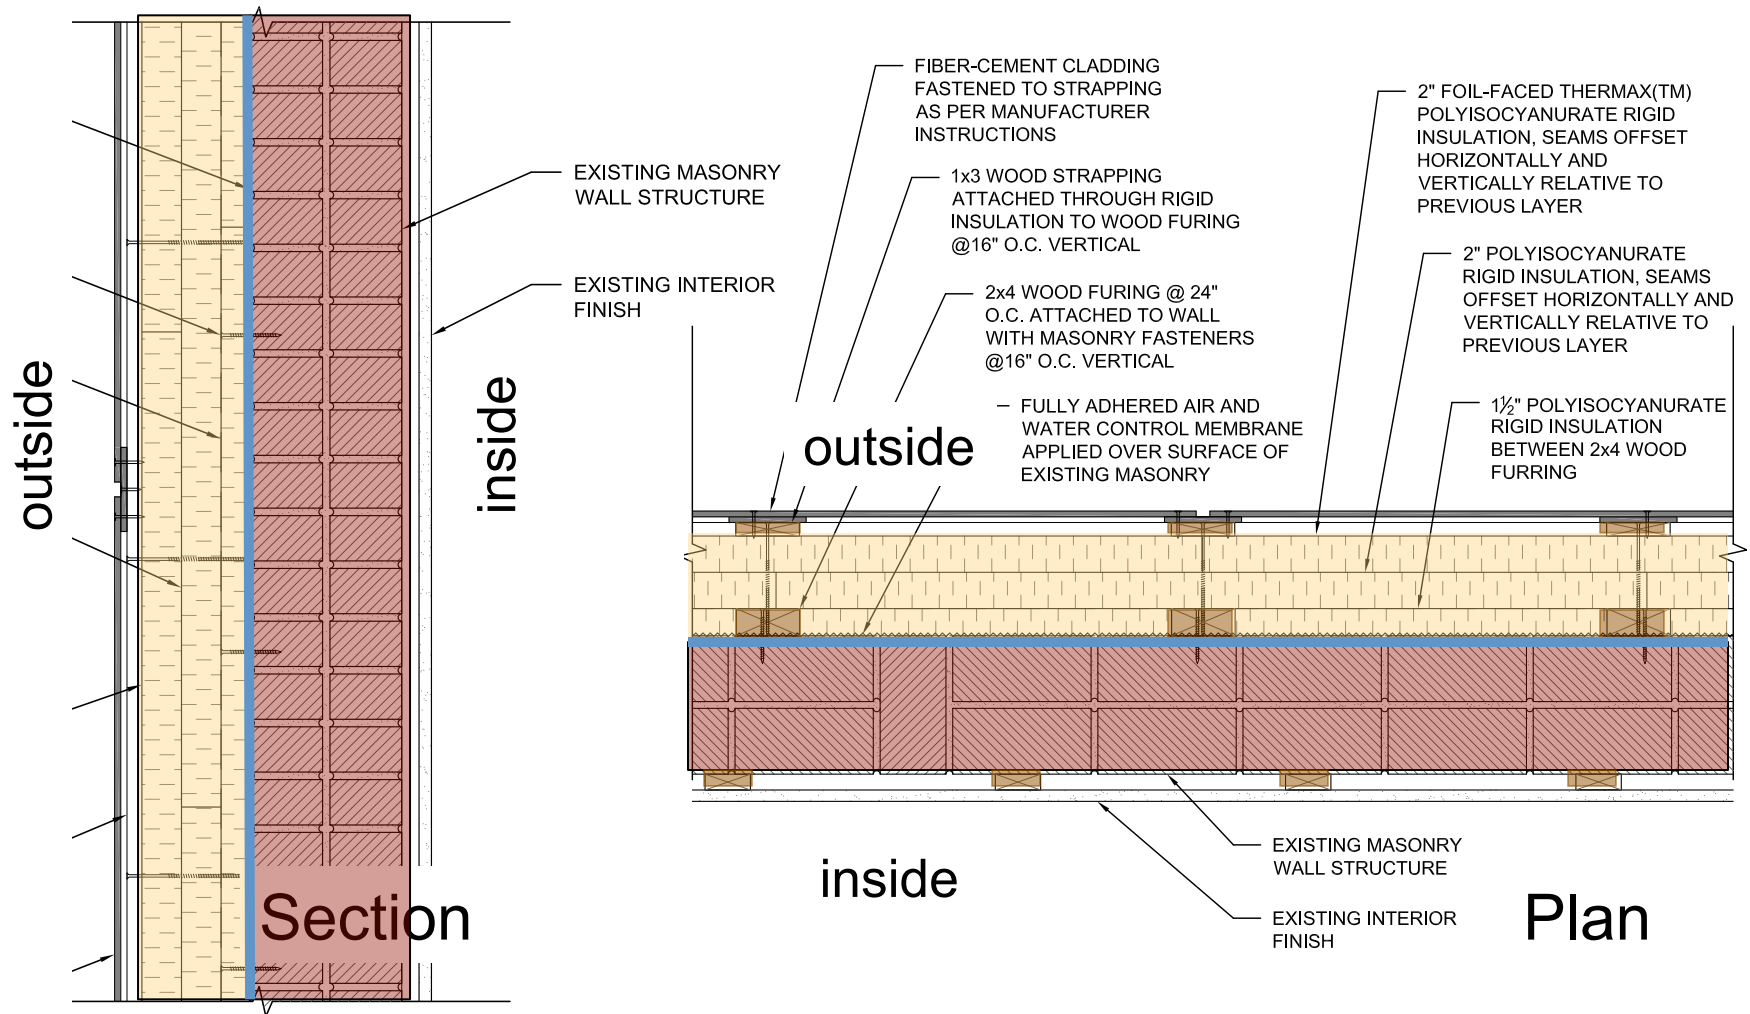 outside
EXISTING MASONRY
WALL STRUCTURE
EXISTING INTERIOR
FINISH
inside
Section
FIBER-CEMENT CLADDING
FASTENED TO STRAPPING
AS PER MANUFACTURER
INSTRUCTIONS
1x3 WOOD STRAPPING
ATTACHED THROUGH RIGID
INSULATION TO WOOD FURING
@16" O.C. VERTICAL
2x4 WOOD FURING @ 24"
O.C. ATTACHED TO WALL
WITH MASONRY FASTENERS
@16" O.C. VERTICAL
FULLY ADHERED AIR AND
WATER CONTROL MEMBRANE
APPLIED OVER SURFACE OF
EXISTING MASONRY
outside
2" FOIL-FACED THERMAX(TM)
POLYISOCYANURATE RIGID
INSULATION, SEAMS OFFSET
HORIZONTALLY AND
VERTICALLY RELATIVE TO
PREVIOUS LAYER
2" POLYISOCYANURATE
RIGID INSULATION, SEAMS
OFFSET HORIZONTALLY AND
VERTICALLY RELATIVE TO
PREVIOUS LAYER
1½" POLYISOCYANURATE
RIGID INSULATION
BETWEEN 2x4 WOOD
FURRING
inside
EXISTING MASONRY
WALL STRUCTURE
EXISTING INTERIOR
FINISH
Plan